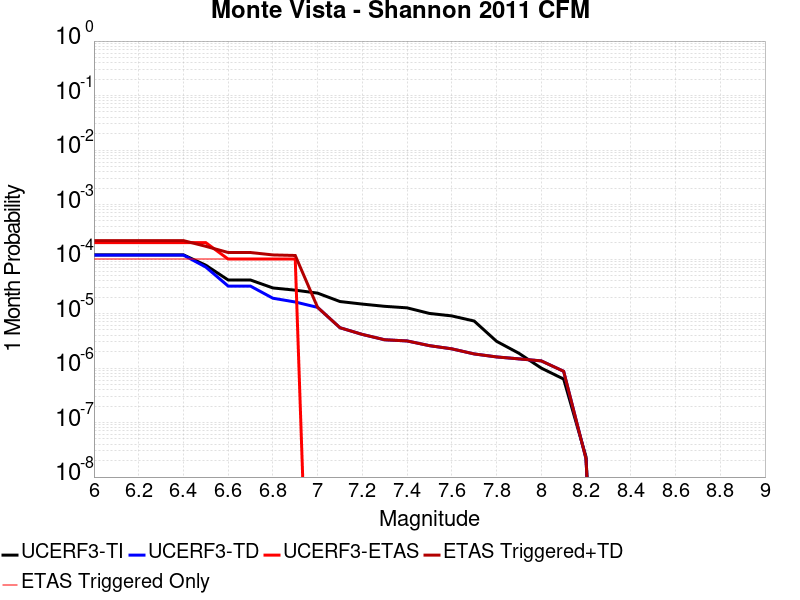 Monte Vista - Shannon 2011 CFM
10^0
10^-1
10^-2
10^-3
10^-4
10^-5
10^-6
10^-7
10^-8
1 Month Probability
6 6.2 6.4 6.6 6.8 7 7.2 7.4 7.6 7.8 8 8.2 8.4 8.6 8.8 9
Magnitude
UCERF3-TI UCERF3-TD UCERF3-ETAS ETAS Triggered+TD
ETAS Triggered Only